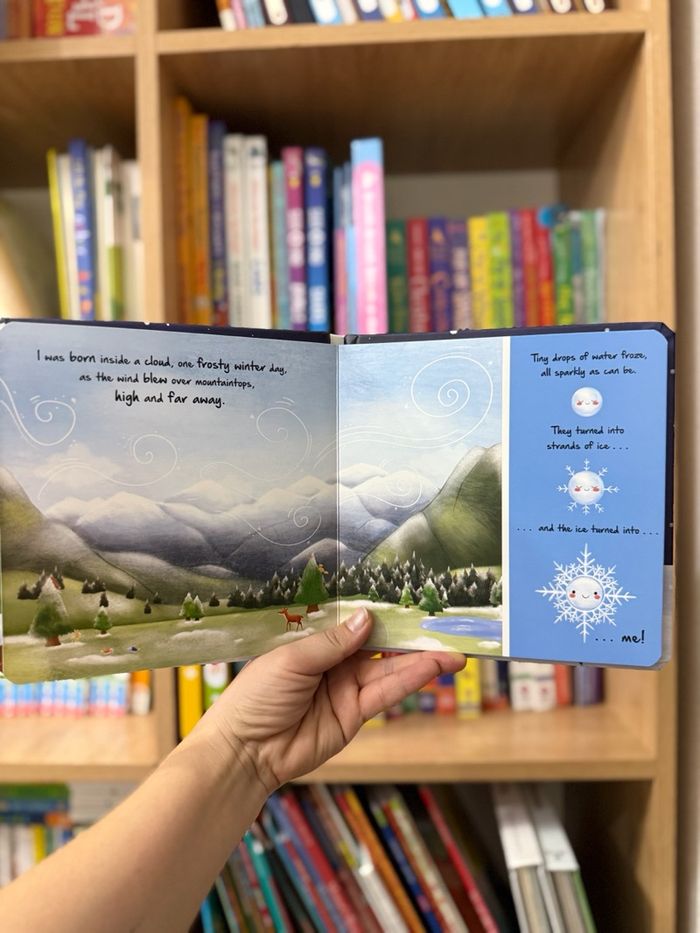 I was born inside a cloud, one frosty winter day,
as the wind blew over mountaintops,
high and far away.
Tiny drops of water froze,
all sparkly as can be.
They turned into
strands of ice . . .
. . . and the ice turned into . . .
. . . me!